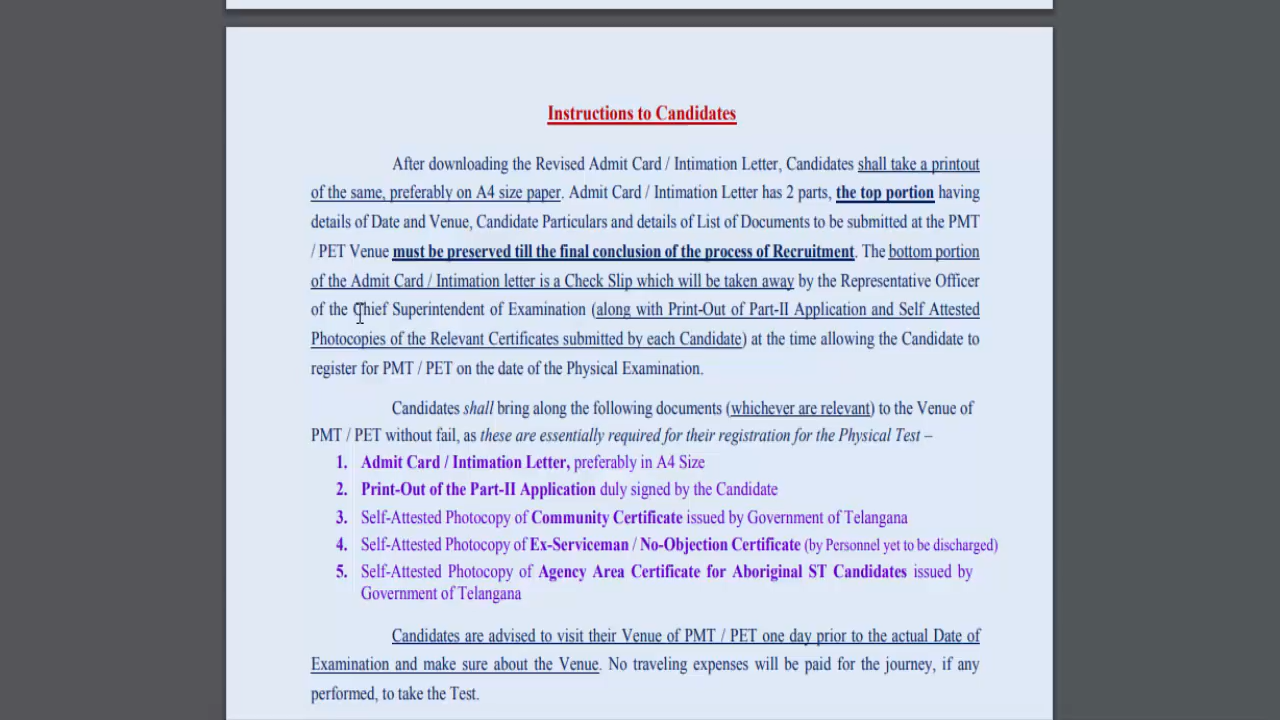 Instructions to Candidates
After downloading the Revised Admit Card / Intimation Letter, Candidates shall take a printout
of the same, preferably on A4 size paper. Admit Card / Intimation Letter has 2 parts, the top portion having
details of Date and Venue, Candidate Particulars and details of List of Documents to be submitted at the PMT
/ PET Venue must be preserved till the final conclusion of the process of Recruitment. The bottom portion
of the Admit Card / Intimation letter is a Check Slip which will be taken away by the Representative Officer
of the Chief Superintendent of Examination (along with Print-Out of Part-II Application and Self Attested
Photocopies of the Relevant Certificates submitted by each Candidate) at the time allowing the Candidate to
register for PMT / PET on the date of the Physical Examination.
Candidates shall bring along the following documents (whichever are relevant) to the Venue of
PMT / PET without fail, as these are essentially required for their registration for the Physical Test –
1. Admit Card / Intimation Letter, preferably in A4 Size
2. Print-Out of the Part-II Application duly signed by the Candidate
3. Self-Attested Photocopy of Community Certificate issued by Government of Telangana
4. Self-Attested Photocopy of Ex-Serviceman / No-Objection Certificate (by Personnel yet to be discharged)
5. Self-Attested Photocopy of Agency Area Certificate for Aboriginal ST Candidates issued by
Government of Telangana
Candidates are advised to visit their Venue of PMT / PET one day prior to the actual Date of
Examination and make sure about the Venue. No traveling expenses will be paid for the journey, if any
performed, to take the Test.